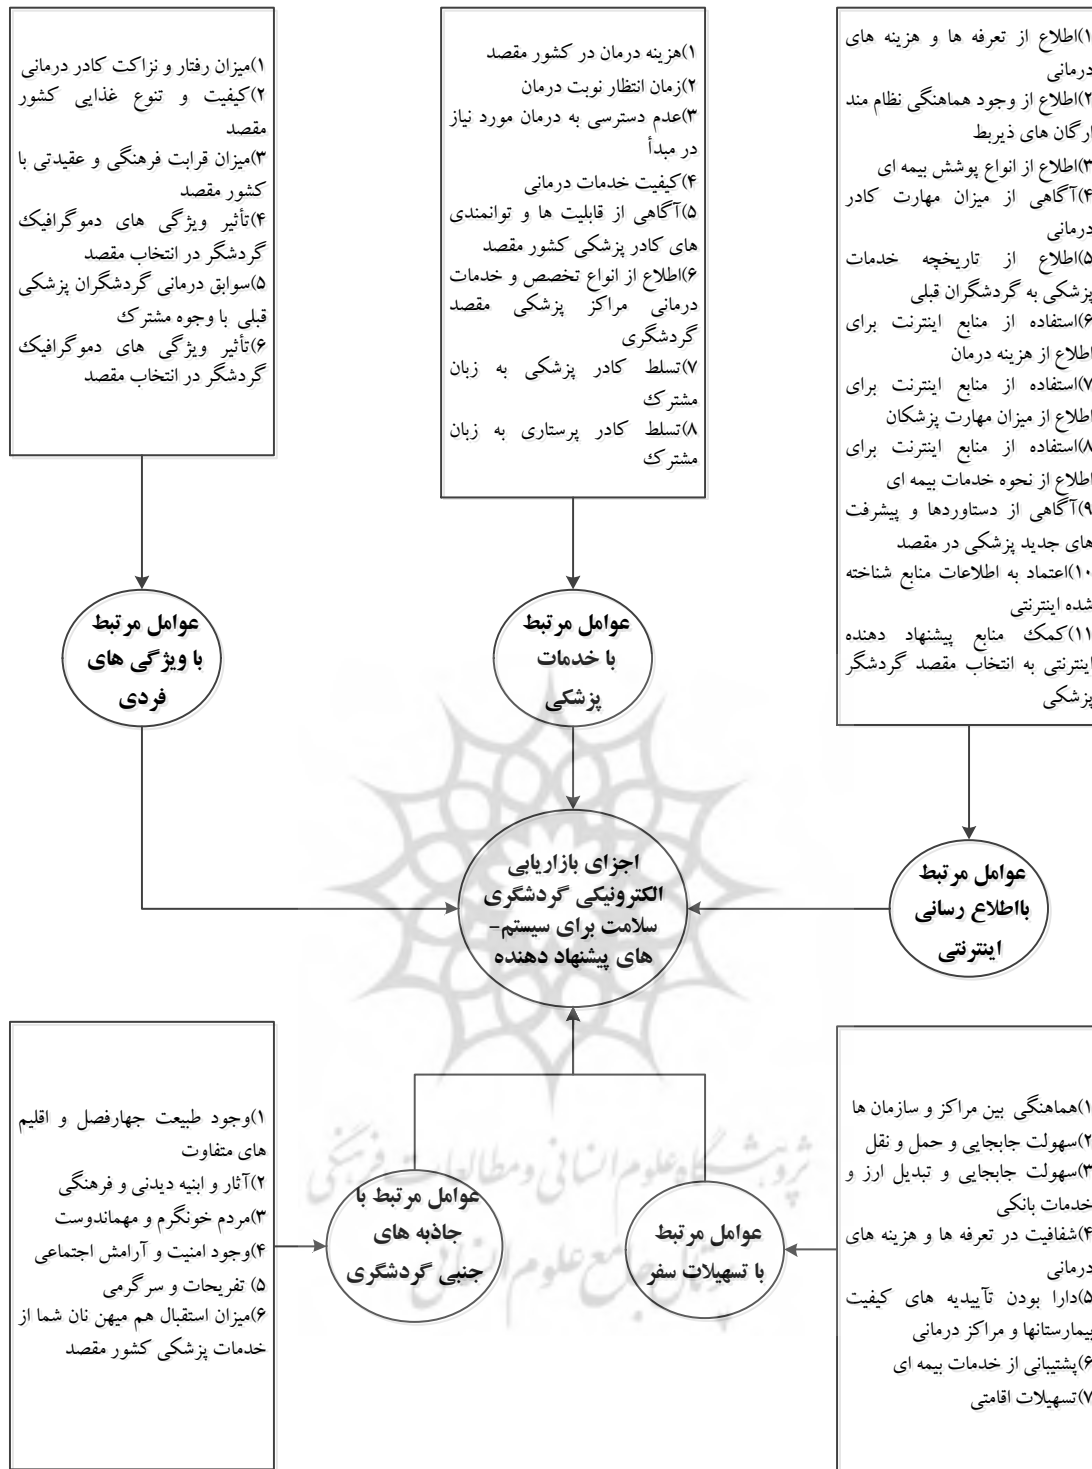 ۱)اطلاع از تعرفه ها و هزینه های
درمانی
۲)اطلاع از وجود هماهنگی نظام مند
ارگان های ذیربط
۳)اطلاع از انواع پوشش بیمه ای
۴)آگاهی از میزان مهارت کادر
درمانی
۵)اطلاع از تاریخچه خدمات
پزشکی به گردشگران قبلی
۶)استفاده از منابع اینترنت برای
اطلاع از هزینه درمان
۷)استفاده از منابع اینترنت برای
اطلاع از میزان مهارت پزشکان
۸)استفاده از منابع اینترنت برای
اطلاع از نحوه خدمات بیمه ای
۹)آگاهی از دستاوردها و پیشرفت
های جدید پزشکی در مقصد
۱۰)اعتماد به اطلاعات منابع شناخته
شده اینترنتی
۱۱)کمک منابع پیشنهاد دهنده
اینترنتی به انتخاب مقصد گردشگر
پزشکی
۱)هزینه درمان در کشور مقصد
۲)زمان انتظار نوبت درمان
۳)عدم دسترسی به درمان مورد نیاز
در مبدأ
۴)کیفیت خدمات درمانی
۵)آگاهی از قابلیت ها و توانمندی
های کادر پزشکی کشور مقصد
۶)اطلاع از انواع تخصص و خدمات
درمانی مراکز پزشکی مقصد
گردشگری
۷)تسلط کادر پزشکی به زبان
مشترک
۸)تسلط کادر پرستاری به زبان
مشترک
۱)میزان رفتار و نزاکت کادر درمانی
۲)کیفیت و تنوع غذایی کشور
مقصد
۳)میزان قرابت فرهنگی و عقیدتی با
کشور مقصد
۴)تأثیر ویژگی های دموگرافیک
گردشگر در انتخاب مقصد
۵)سوابق درمانی گردشگران پزشکی
قبلی با وجوه مشترک
۶)تأثیر ویژگی های دموگرافیک
گردشگر در انتخاب مقصد
عوامل مرتبط
با خدمات
پزشکی
عوامل مرتبط
با ویژگی های
فردی
عوامل مرتبط
بااطلاع رسانی
اینترنتی
اجزای بازاریابی
الکترونیکی گردشگری
سلامت برای سیستم-
های پیشنهاد دهنده
۱)هماهنگی بین مراکز و سازمان ها
۲)سهولت جابجایی و حمل و نقل
۳)سهولت جابجایی و تبدیل ارز و
خدمات بانکی
۴)شفافیت در تعرفه ها و هزینه های
درمانی
۵)دارا بودن تآییدیه های کیفیت
بیمارستانها و مراکز درمانی
۶)پشتیبانی از خدمات بیمه ای
۷)تسهیلات اقامتی
عوامل مرتبط
با تسهیلات سفر
عوامل مرتبط با
جاذبه های
جنبی گردشگری
۱)وجود طبیعت جهارفصل و اقلیم
های متفاوت
۲)آثار و ابنیه دیدنی و فرهنگی
۳)مردم خونگرم و مهماندوست
۴)وجود امنیت و آرامش اجتماعی
۵) تفریحات و سرگرمی
۶)میزان استقبال هم میهن نان شما از
خدمات پزشکی کشور مقصد
پژوهشگاه علوم انسانی و مطالعات فرهنگی
پرتال جامع علوم انسانی